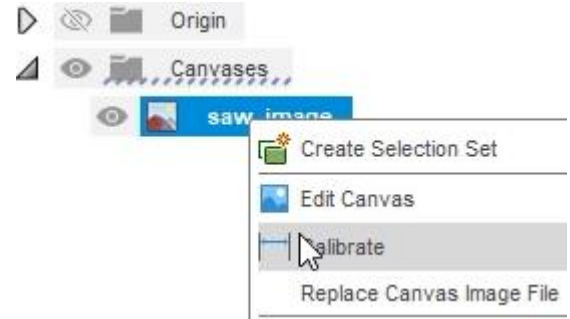 Origin
Canvases
saw_image
Create Selection Set
Edit Canvas
Calibrate
Replace Canvas Image File